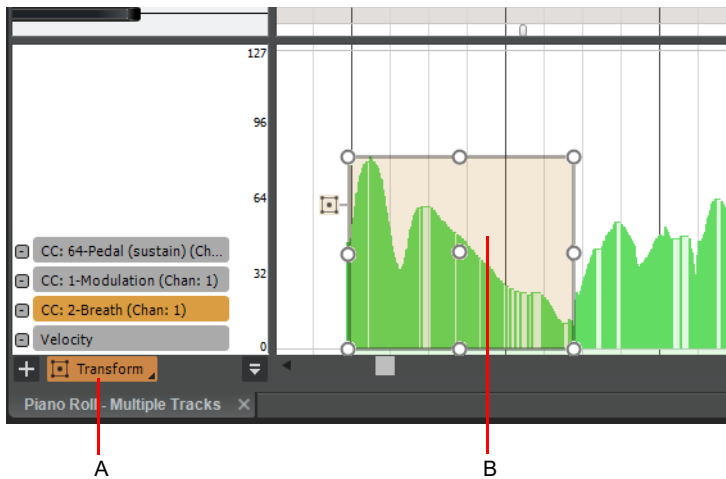 127
96
64
CC: 64-Pedal (sustain) (Ch...
CC: 1-Modulation (Chan: 1)
32
CC: 2-Breath (Chan: 1)
Velocity
0
Transform
Piano Roll - Multiple Tracks
A
B